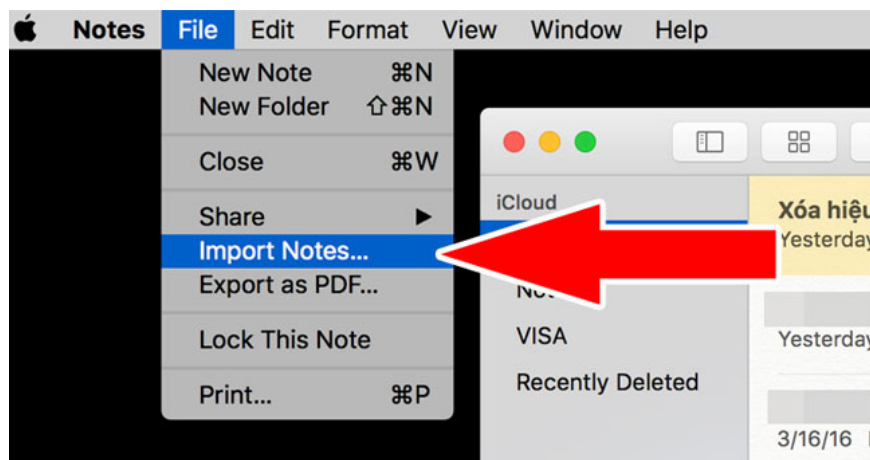 Notes File Edit Format View Window Help
New Note ⌘N
New Folder ⇧⌘N
Close ⌘W
Share ▶
Import Notes...
Export as PDF...
Lock This Note
Print... ⌘P
iCloud
VISA
Recently Deleted
Xóa hiệu
Yesterday
Yesterday
3/16/16